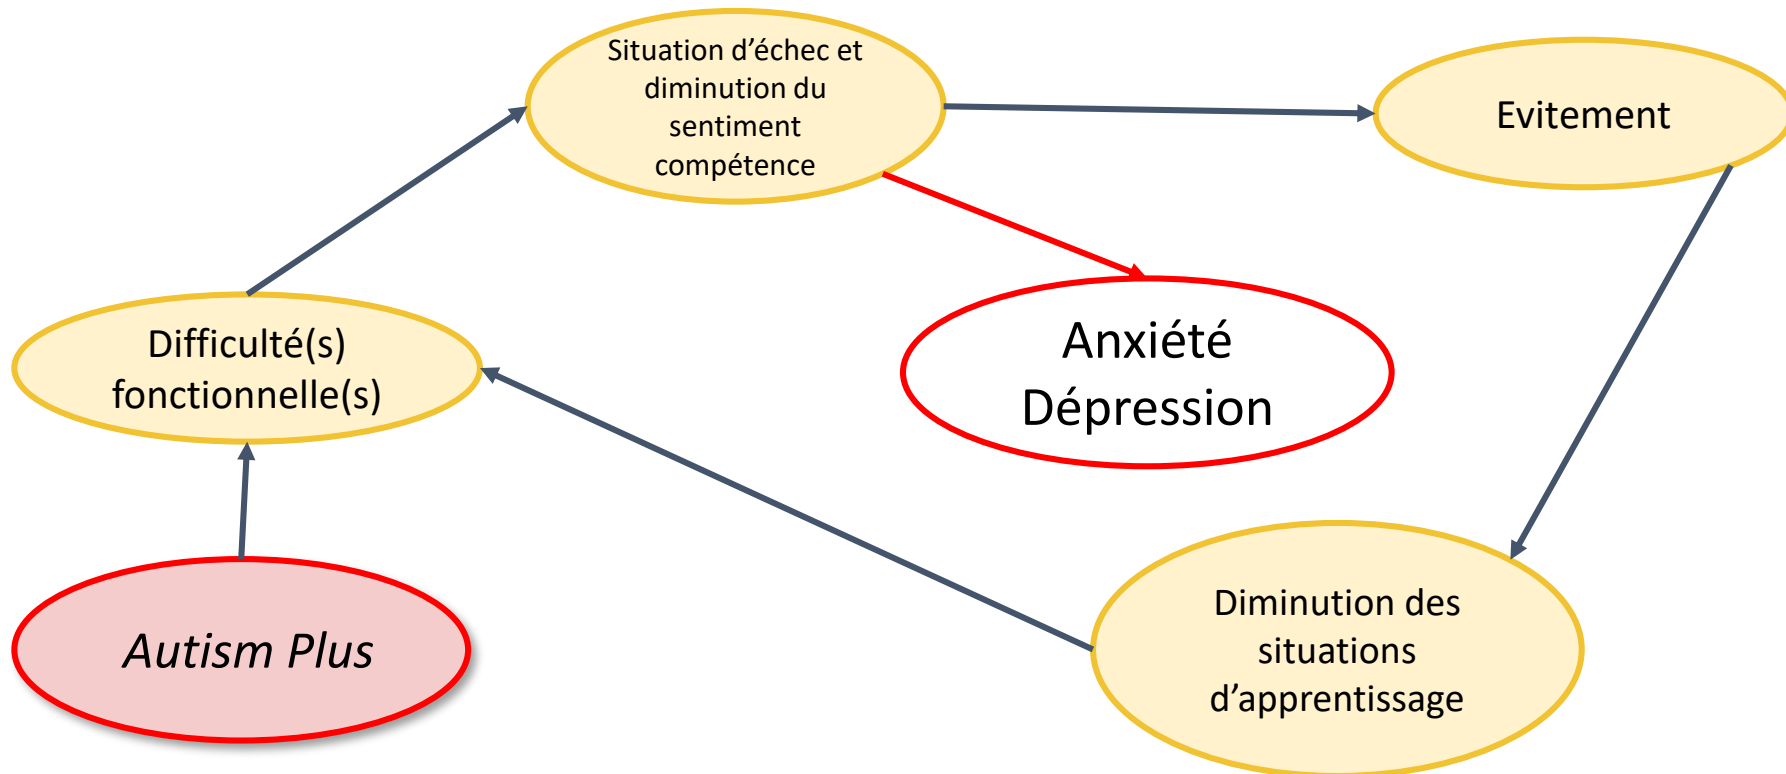 Situation d’échec et
diminution du
sentiment
compétence
Evitement
Difficulté(s)
fonctionnelle(s)
Anxiété
Dépression
Autism Plus
Diminution des
situations
d’apprentissage